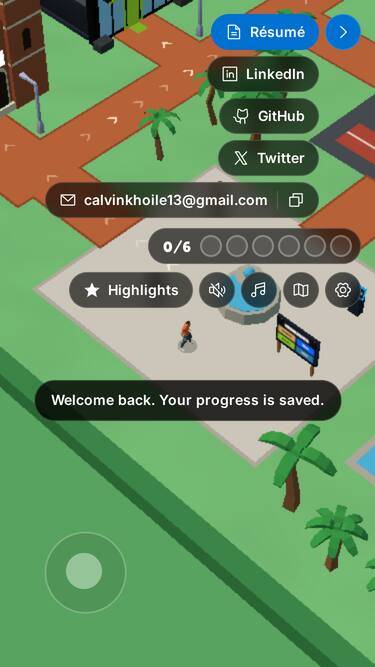 Résumé
LinkedIn
GitHub
Twitter
calvinkhoile13@gmail.com
0/6
Highlights
Welcome back. Your progress is saved.